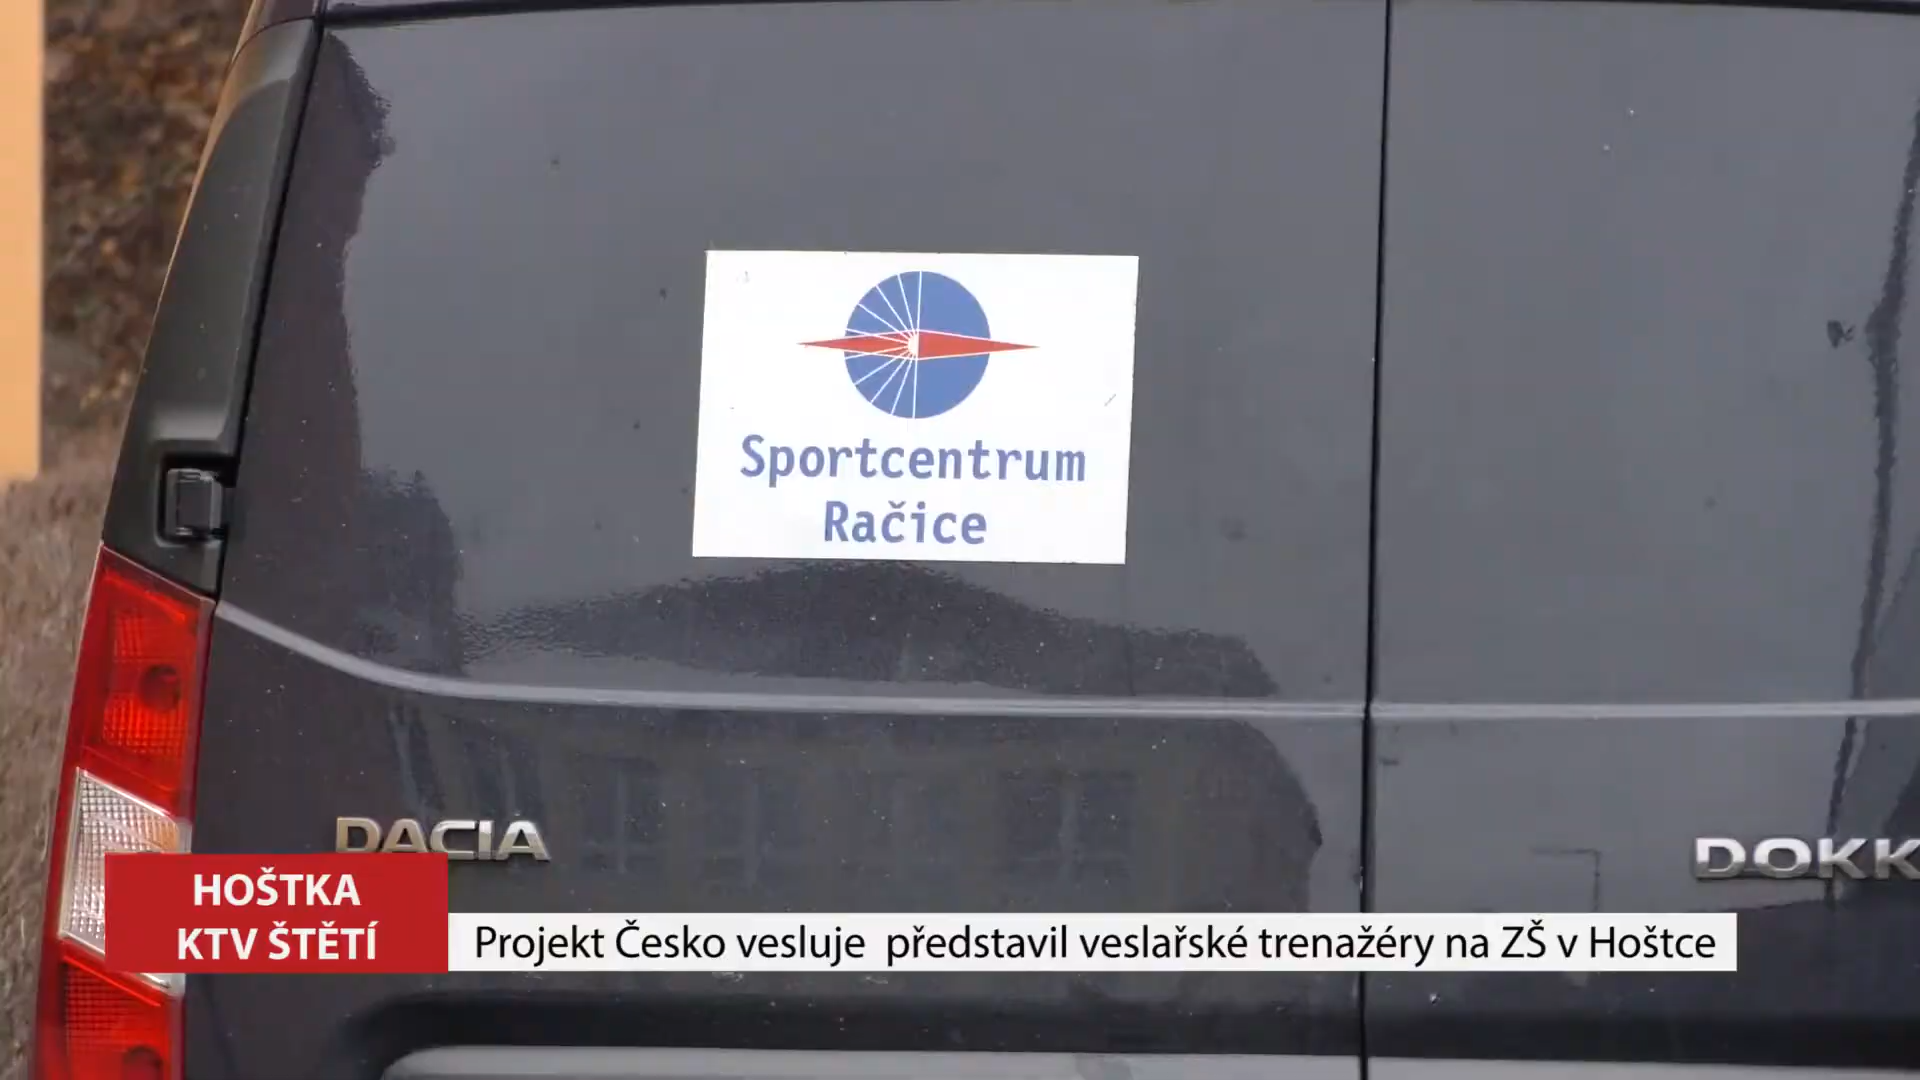 Sportcentrum
Račice
DACIA
DOKK
HOŠTKA
KTV ŠTĚTÍ
Projekt Česko vesluje představil veslařské trenažéry na ZŠ v Hoštce